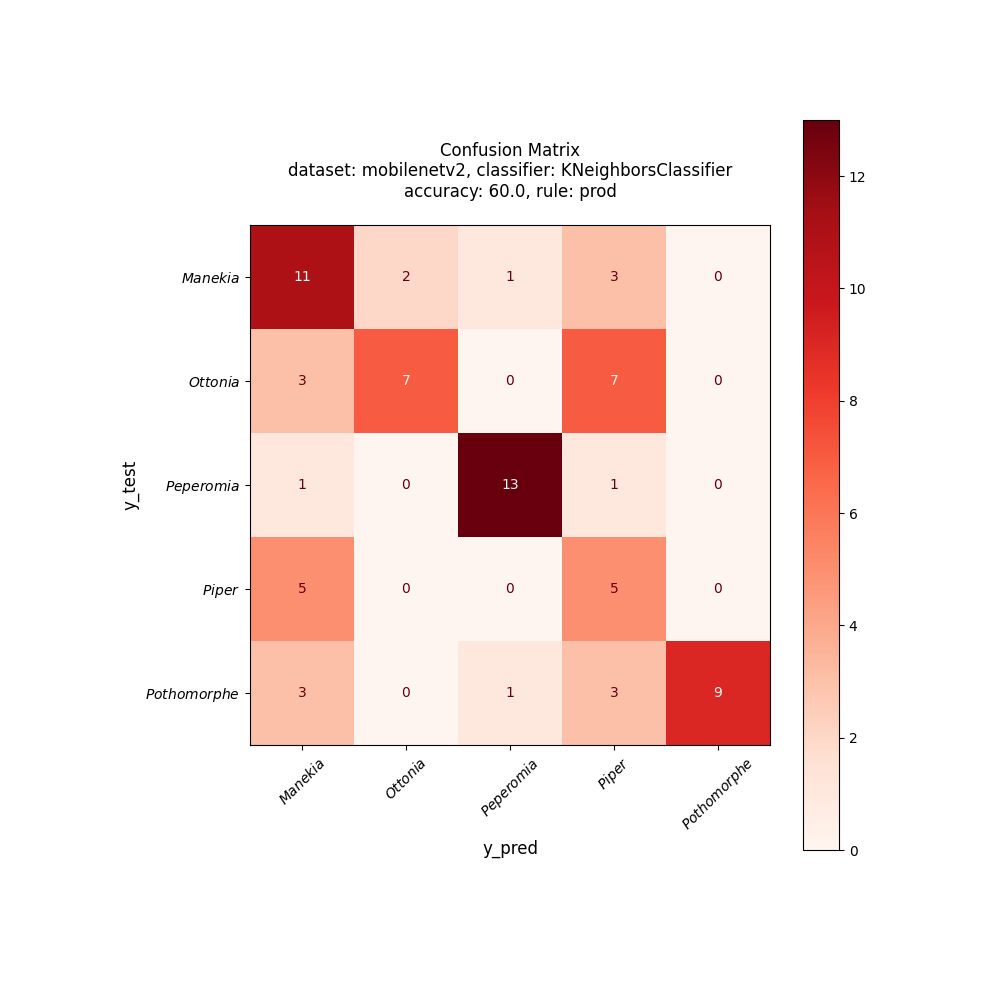 Confusion Matrix
dataset: mobilenetv2, classifier: KNeighborsClassifier
accuracy: 60.0, rule: prod
y_test
Manekia 11 2 1 3 0
Ottonia 3 7 0 7 0
Peperomia 1 0 13 1 0
Piper 5 0 0 5 0
Pothomorphe 3 0 1 3 9
Manekia Ottonia Peperomia Piper Pothomorphe
y_pred
12
10
8
6
4
2
0